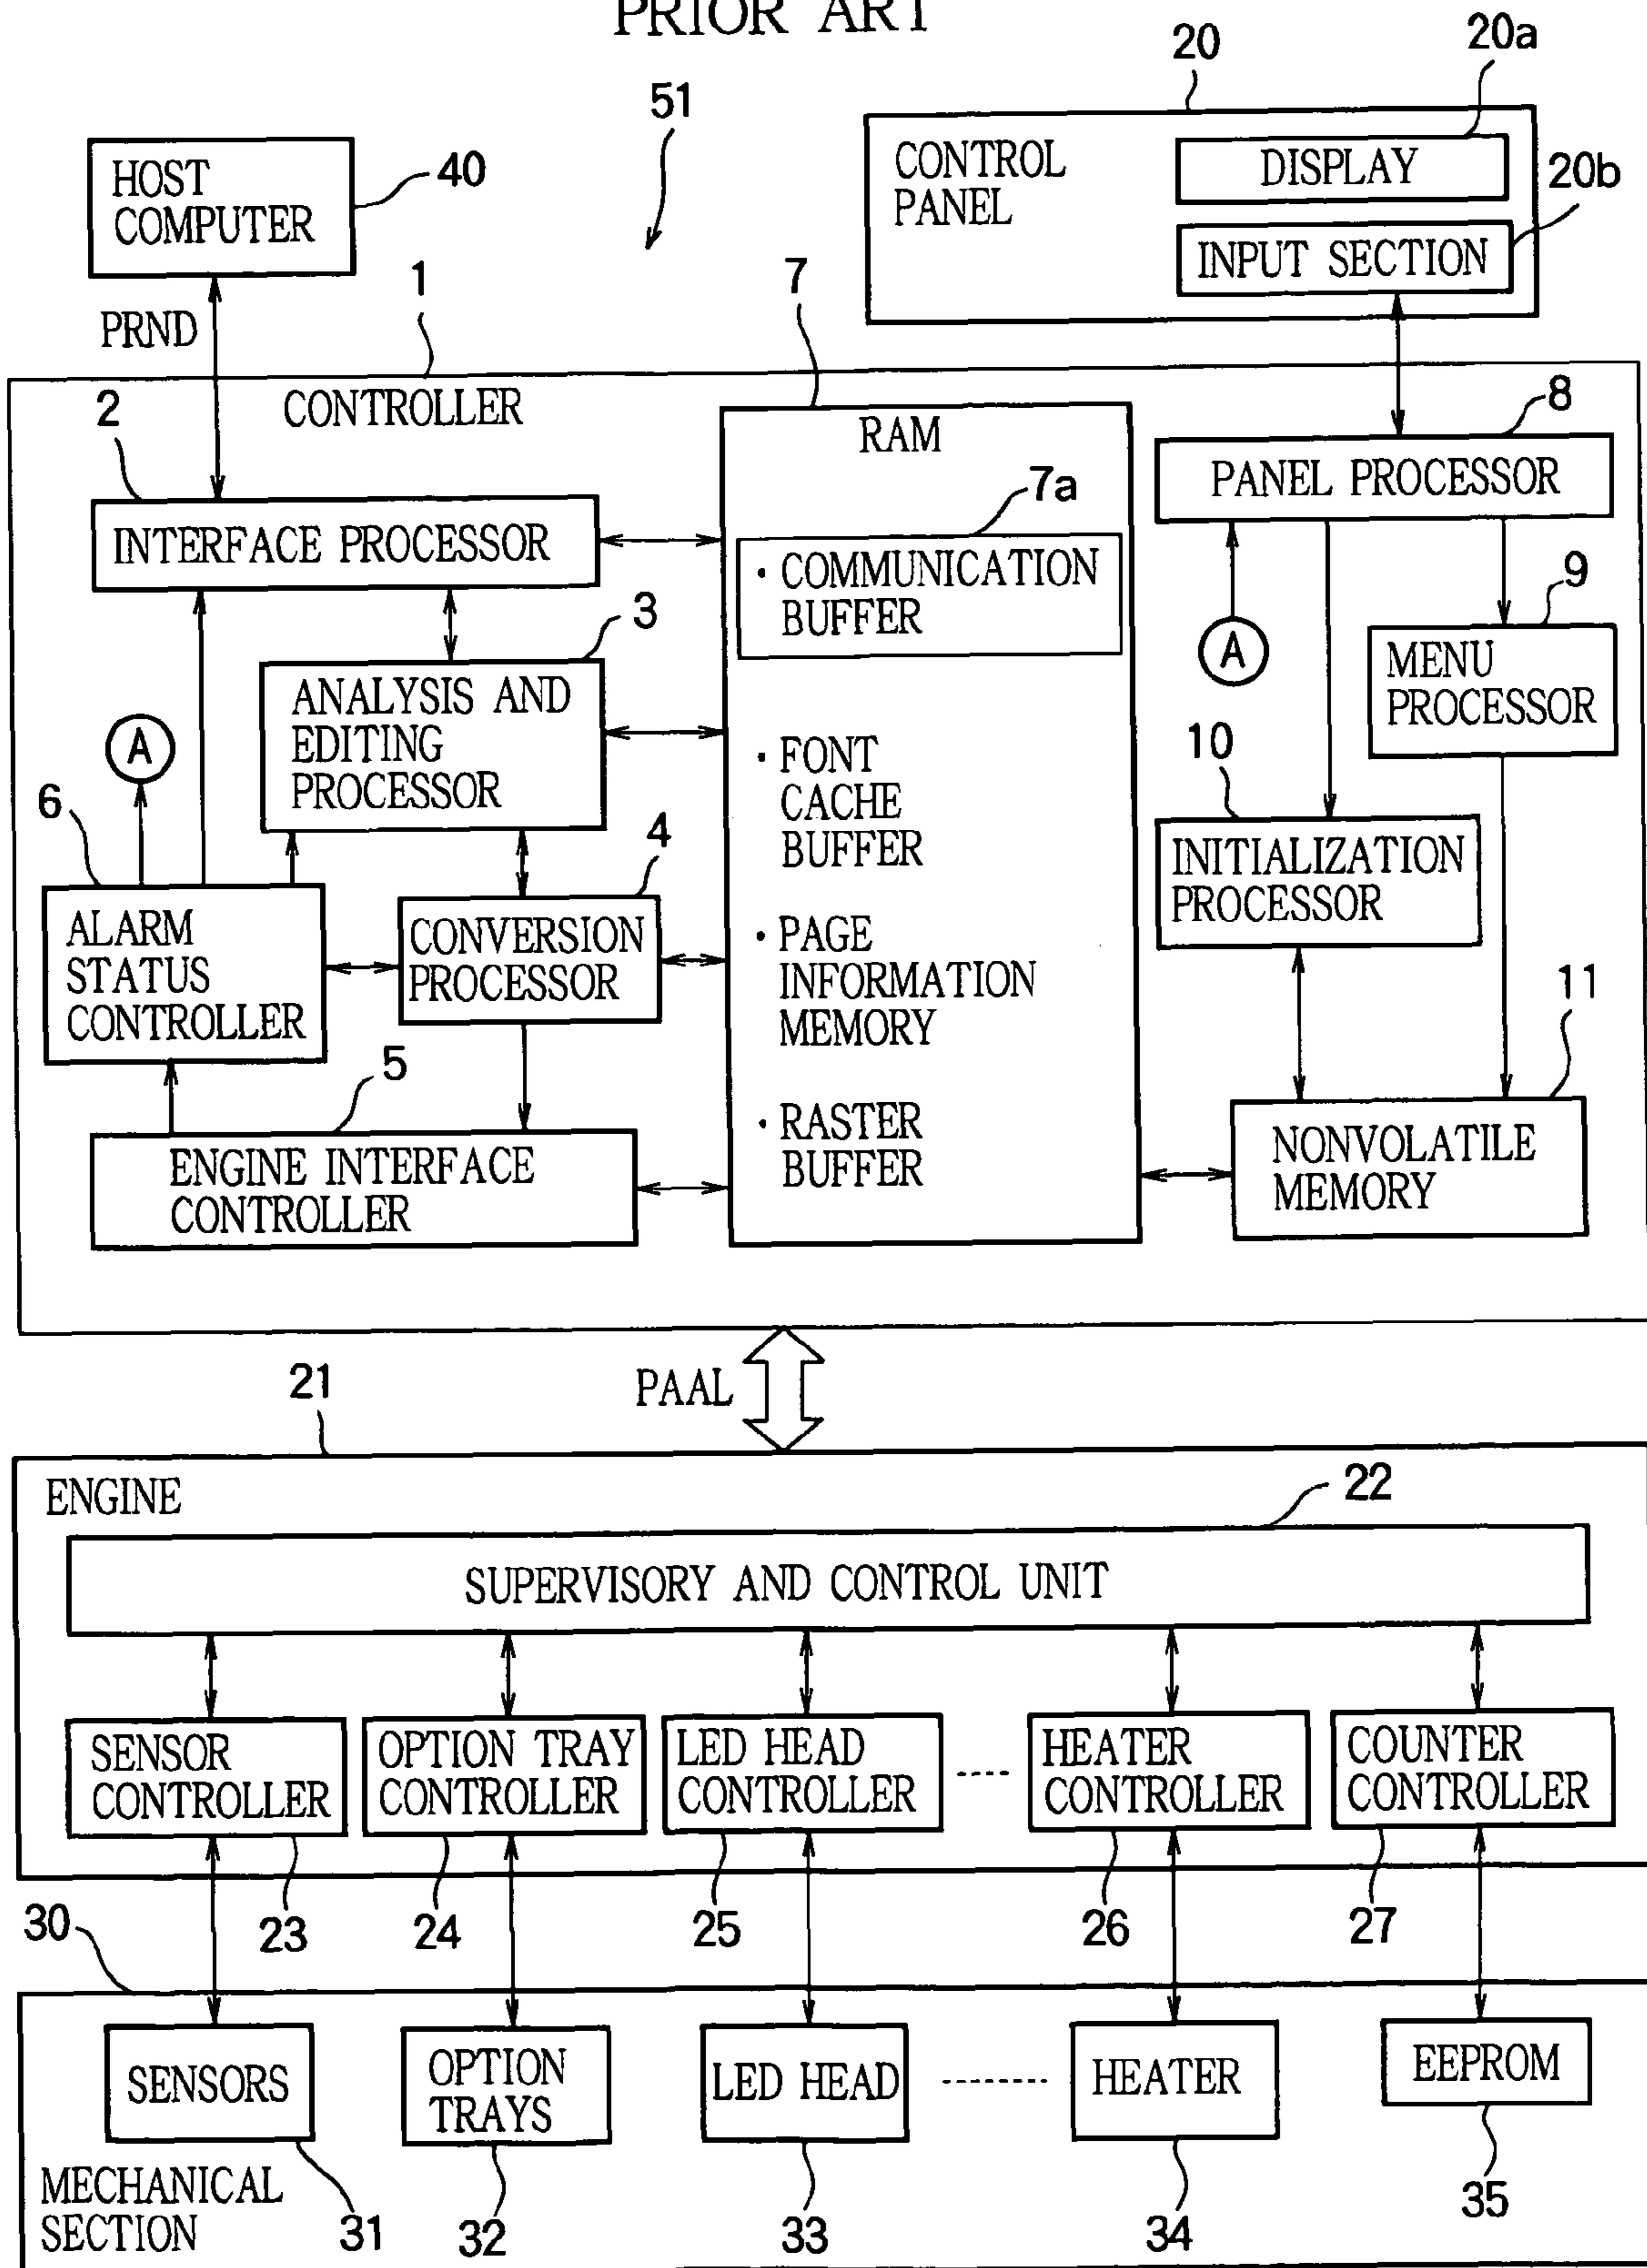 PRIOR ART
51
20
20a
CONTROL
PANEL
DISPLAY
20b
INPUT SECTION
HOST
COMPUTER
40
PRND
1
CONTROLLER
2
INTERFACE PROCESSOR
3
ANALYSIS AND
EDITING
PROCESSOR
A
6
ALARM
STATUS
CONTROLLER
4
CONVERSION
PROCESSOR
5
ENGINE INTERFACE
CONTROLLER
7
RAM
7a
· COMMUNICATION
BUFFER
· FONT
CACHE
BUFFER
· PAGE
INFORMATION
MEMORY
· RASTER
BUFFER
8
PANEL PROCESSOR
A
9
MENU
PROCESSOR
10
INITIALIZATION
PROCESSOR
11
NONVOLATILE
MEMORY
PAAL
21
ENGINE
22
SUPERVISORY AND CONTROL UNIT
SENSOR
CONTROLLER
OPTION TRAY
CONTROLLER
LED HEAD
CONTROLLER
HEATER
CONTROLLER
COUNTER
CONTROLLER
23
24
25
26
27
30
SENSORS
OPTION
TRAYS
LED HEAD
HEATER
EEPROM
MECHANICAL
SECTION
31
32
33
34
35